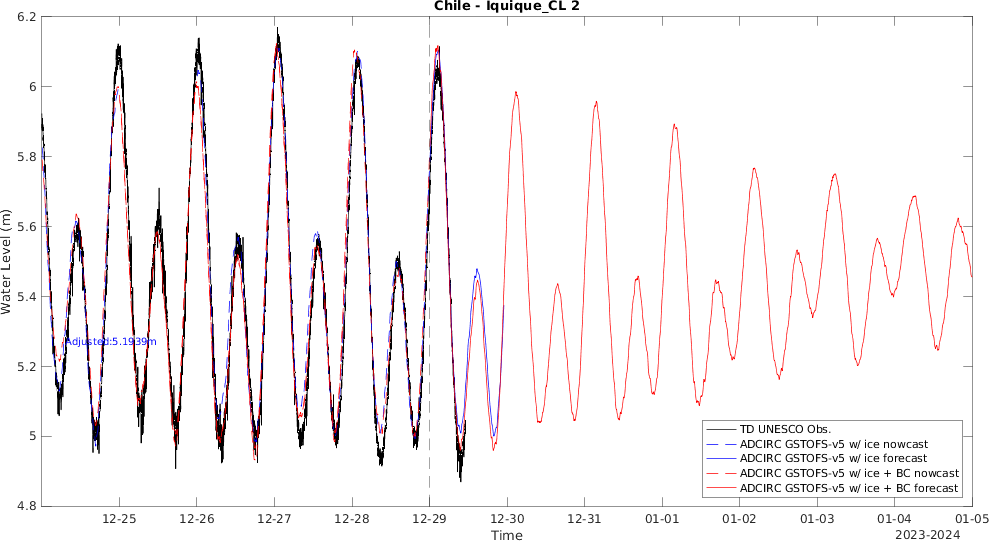 Chile - Iquique_CL 2
6.2
6
5.8
5.6
5.4
5.2
5
4.8
Water Level (m)
Adjusted:5.1939m
TD UNESCO Obs.
ADCIRC GSTOFS-v5 w/ ice nowcast
ADCIRC GSTOFS-v5 w/ ice forecast
ADCIRC GSTOFS-v5 w/ ice + BC nowcast
ADCIRC GSTOFS-v5 w/ ice + BC forecast
12-25 12-26 12-27 12-28 12-29 12-30 12-31 01-01 01-02 01-03 01-04 01-05
Time
2023-2024